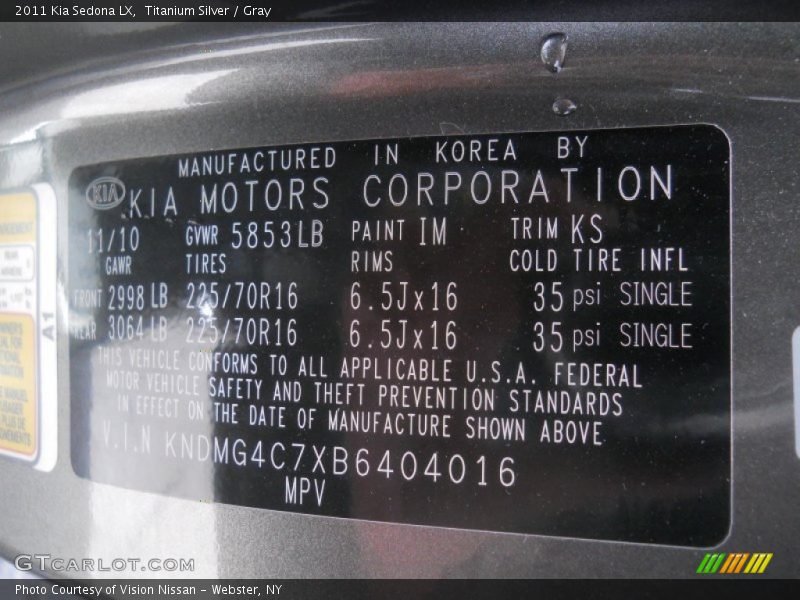 2011 Kia Sedona LX,  Titanium Silver / Gray
MANUFACTURED IN KOREA BY
KIA KIA MOTORS CORPORATION
11/10 GVWR 5853LB PAINT IM TRIM KS
GAWR TIRES RIMS COLD TIRE INFL
FRONT 2998 LB 225/70R16 6.5Jx16 35 psi SINGLE
REAR 3064 LB 225/70R16 6.5Jx16 35 psi SINGLE
THIS VEHICLE CONFORMS TO ALL APPLICABLE U.S.A. FEDERAL
MOTOR VEHICLE SAFETY AND THEFT PREVENTION STANDARDS
IN EFFECT ON THE DATE OF MANUFACTURE SHOWN ABOVE
V.I.N KNDMG4C7XB6404016
MPV
A1
GTCARLOT.COM
Photo Courtesy of Vision Nissan – Webster, NY